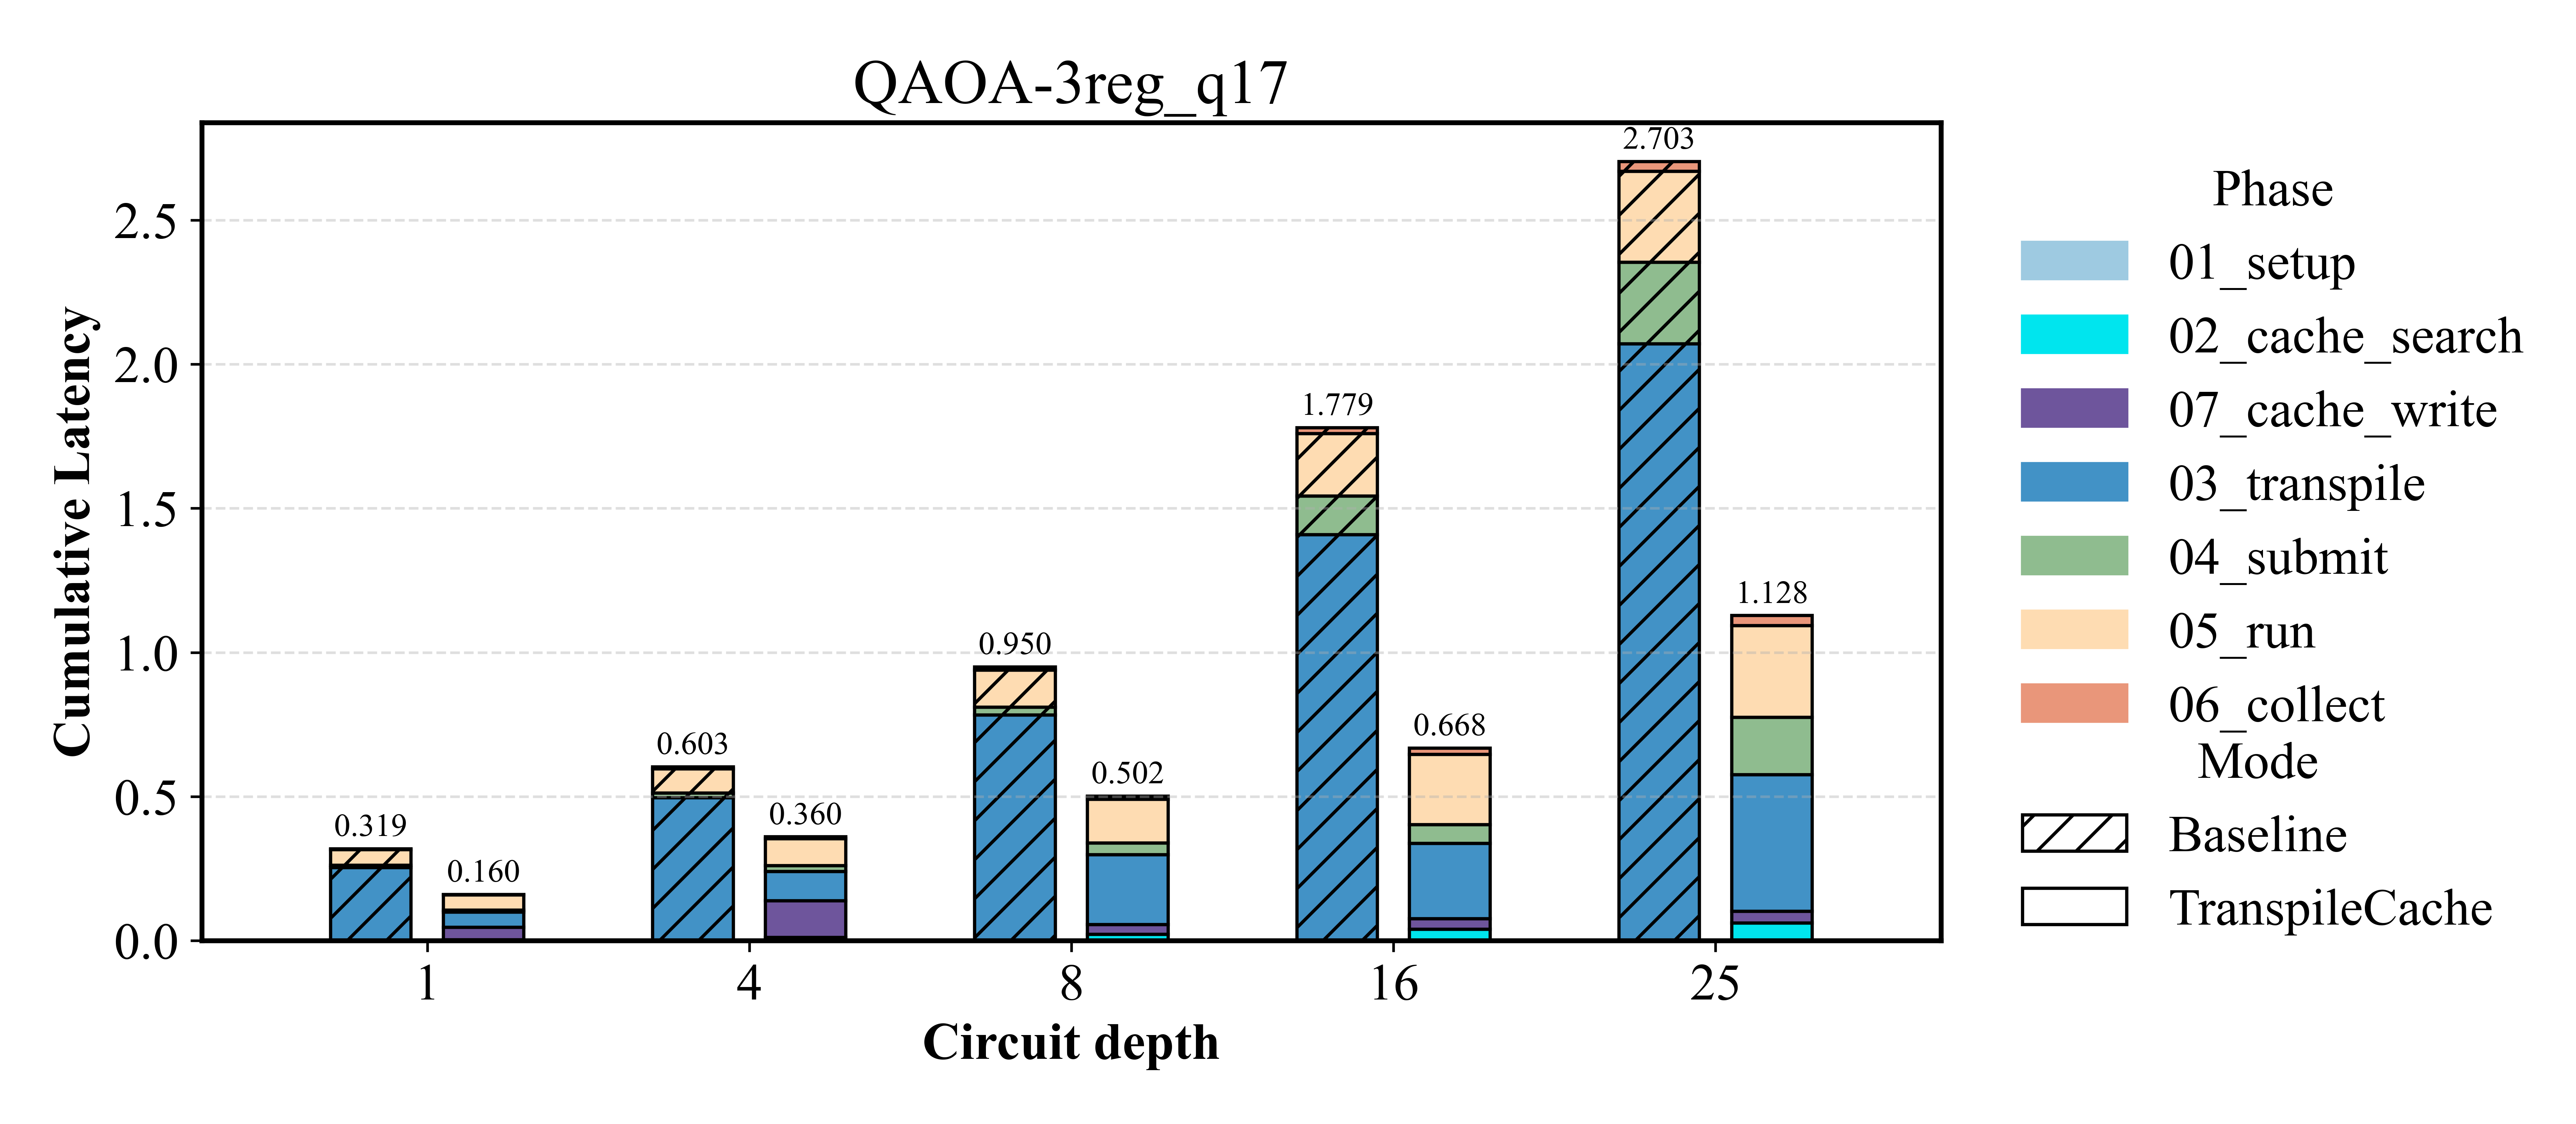 QAOA-3reg_q17
Cumulative Latency
2.5
2.0
1.5
1.0
0.5
0.0
0.319
0.160
0.603
0.360
0.950
0.502
1.779
0.668
2.703
1.128
1
4
8
16
25
Circuit depth
Phase
01_setup
02_cache_search
07_cache_write
03_transpile
04_submit
05_run
06_collect
Mode
Baseline
TranspileCache